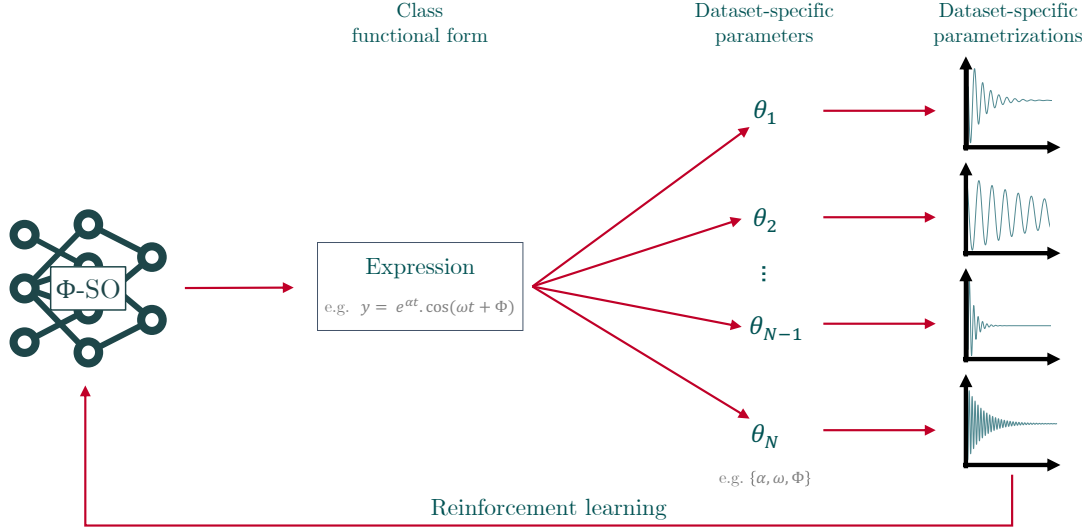 Class
functional form
Dataset-specific
parameters
Dataset-specific
parametrizations
Φ-SO
Expression
e.g. y = e^{αt}.cos(ωt + Φ)
θ_1
θ_2
⋮
θ_{N−1}
θ_N
e.g. {α, ω, Φ}
Reinforcement learning